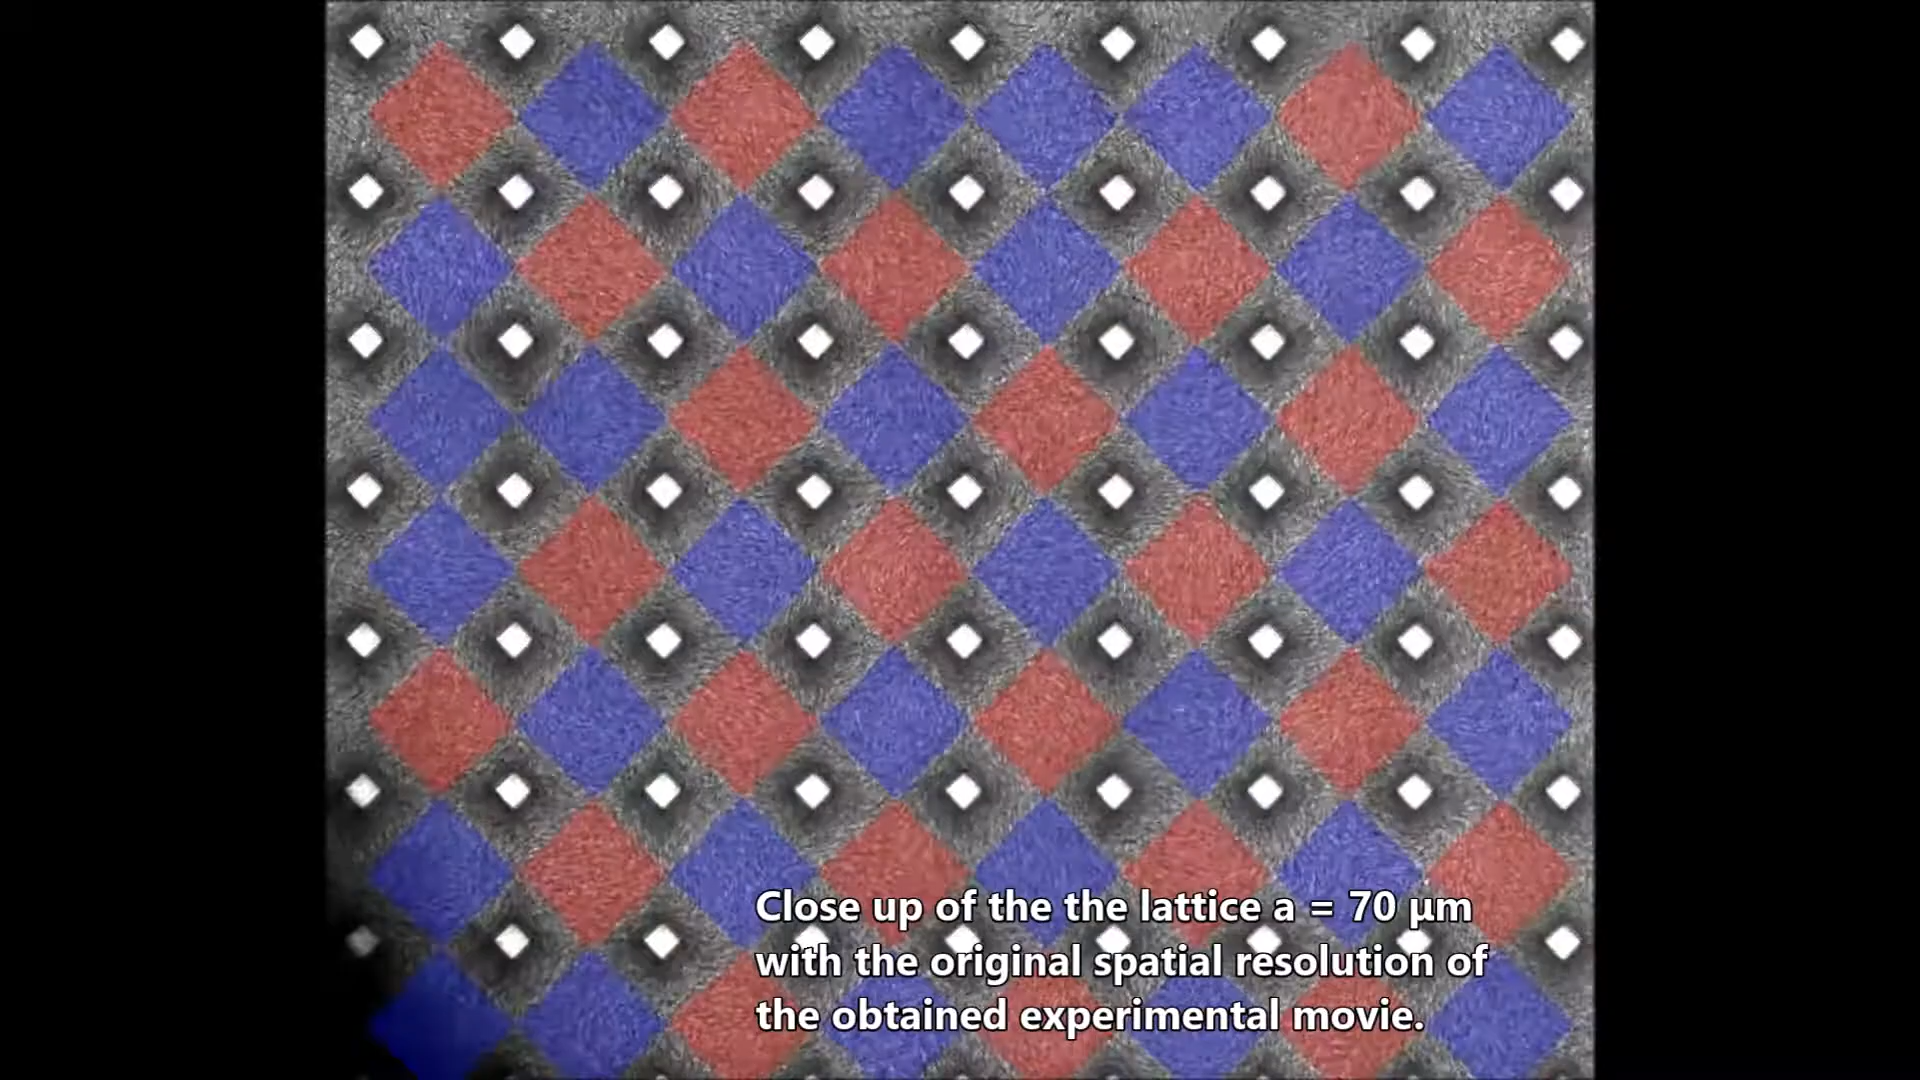 Close up of the the lattice a = 70 μm
with the original spatial resolution of
the obtained experimental movie.